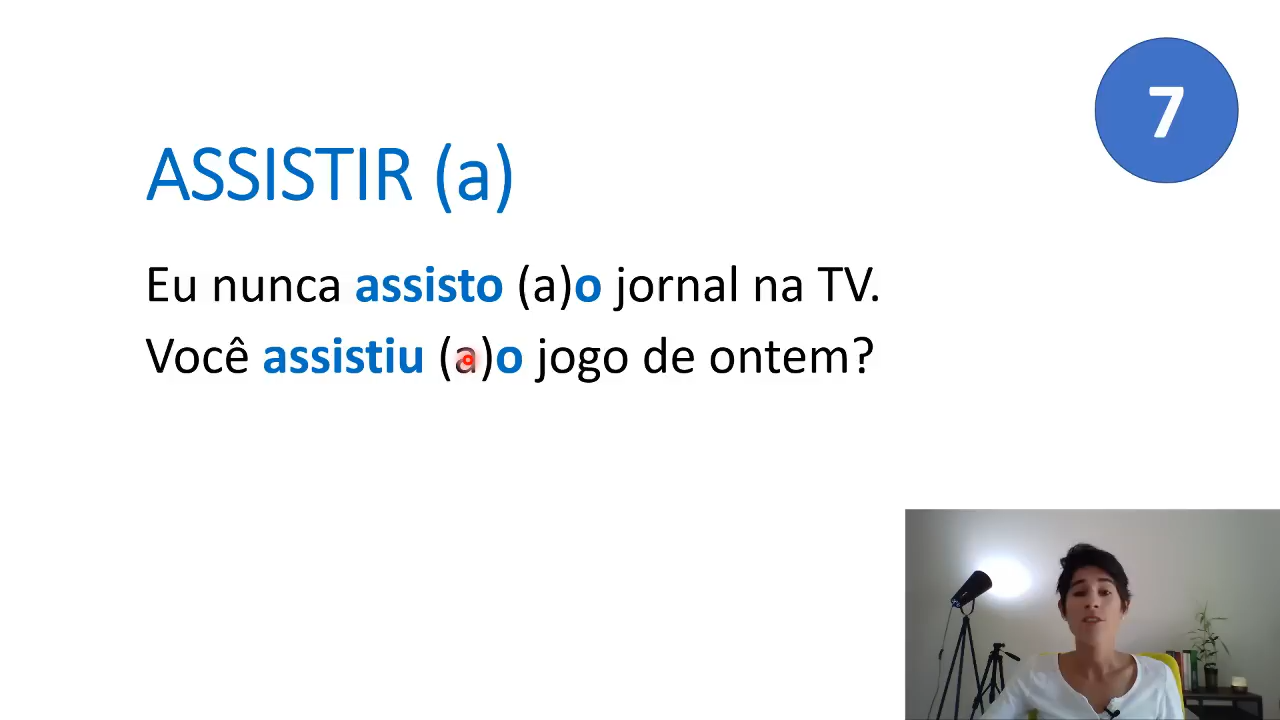 7
ASSISTIR (a)
Eu nunca assisto (a)o jornal na TV.
Você assistiu (a)o jogo de ontem?